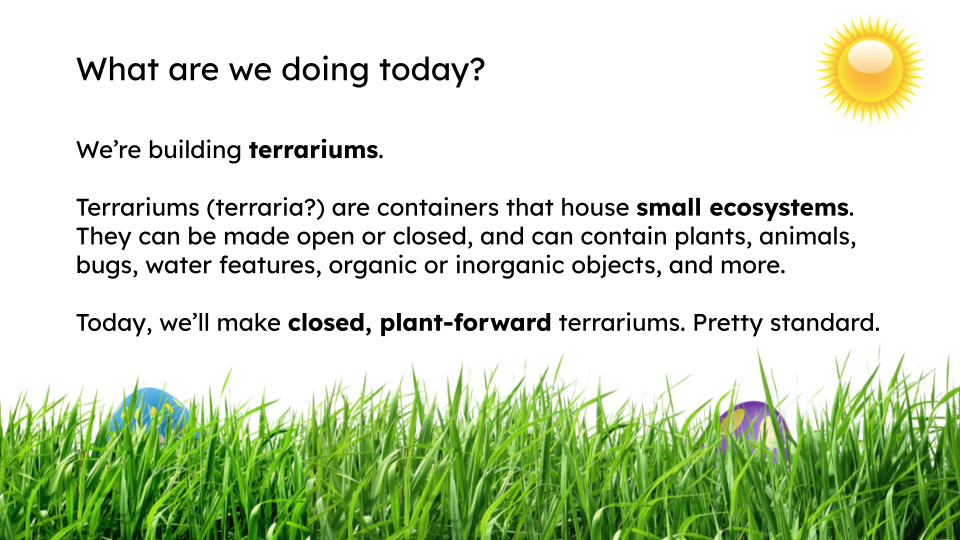 What are we doing today?
We’re building terrariums.
Terrariums (terraria?) are containers that house small ecosystems.
They can be made open or closed, and can contain plants, animals,
bugs, water features, organic or inorganic objects, and more.
Today, we’ll make closed, plant-forward terrariums. Pretty standard.